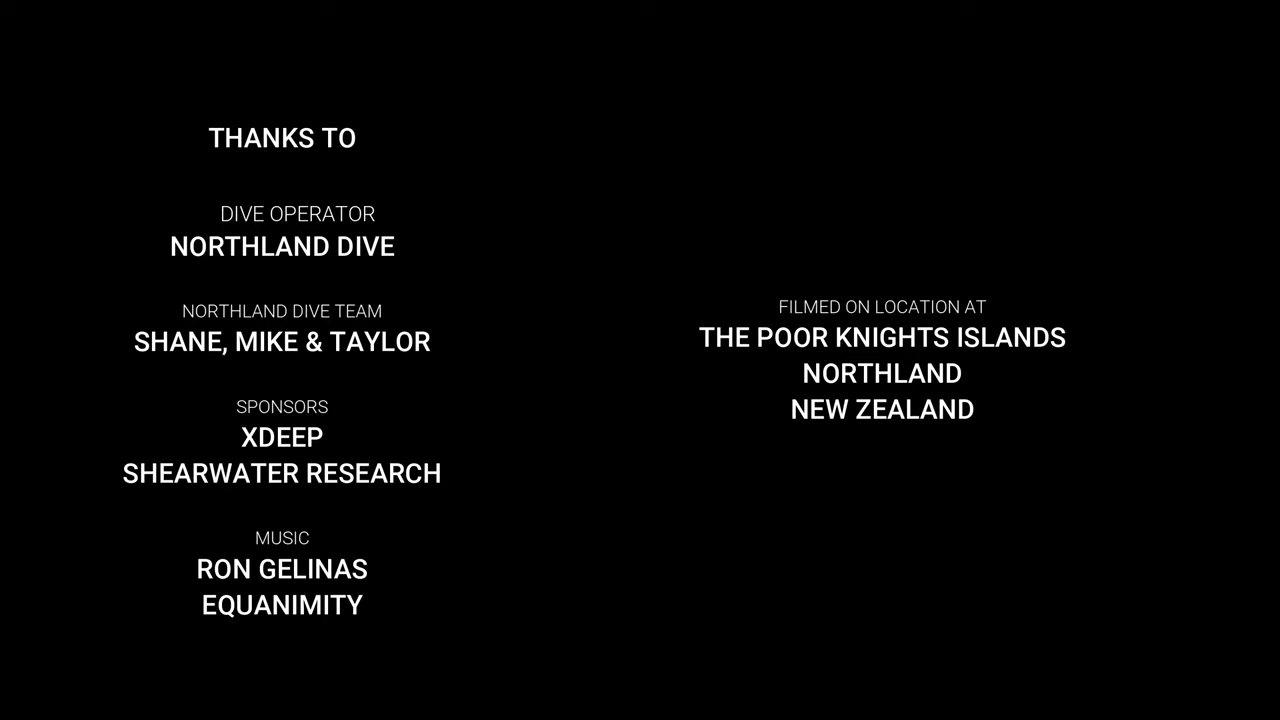 THANKS TO
DIVE OPERATOR
NORTHLAND DIVE
NORTHLAND DIVE TEAM
SHANE, MIKE & TAYLOR
SPONSORS
XDEEP
SHEARWATER RESEARCH
MUSIC
RON GELINAS
EQUANIMITY
FILMED ON LOCATION AT
THE POOR KNIGHTS ISLANDS
NORTHLAND
NEW ZEALAND